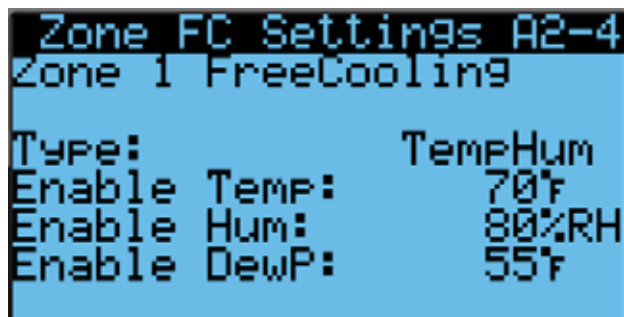 Zone FC Settings A2-4
Zone 1 FreeCooling
Type: TempHum
Enable Temp: 70°F
Enable Hum: 80%RH
Enable DewP: 55°F